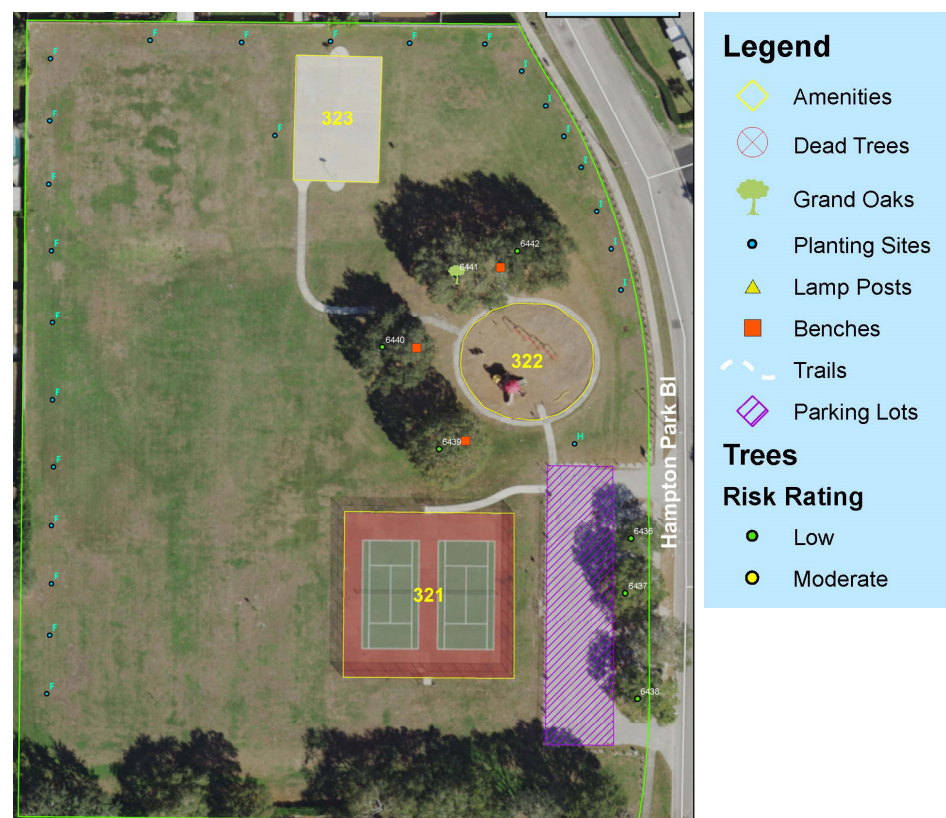 F F F F F F
I
I
F
F 323
I
I
F
I
F
6442
I
6441
I
F
6440
322
F
H
6439
F
F
6436
F
321
6437
F
F
6438
Hampton Park Bl
Legend
Amenities
Dead Trees
Grand Oaks
Planting Sites
Lamp Posts
Benches
Trails
Parking Lots
Trees
Risk Rating
Low
Moderate